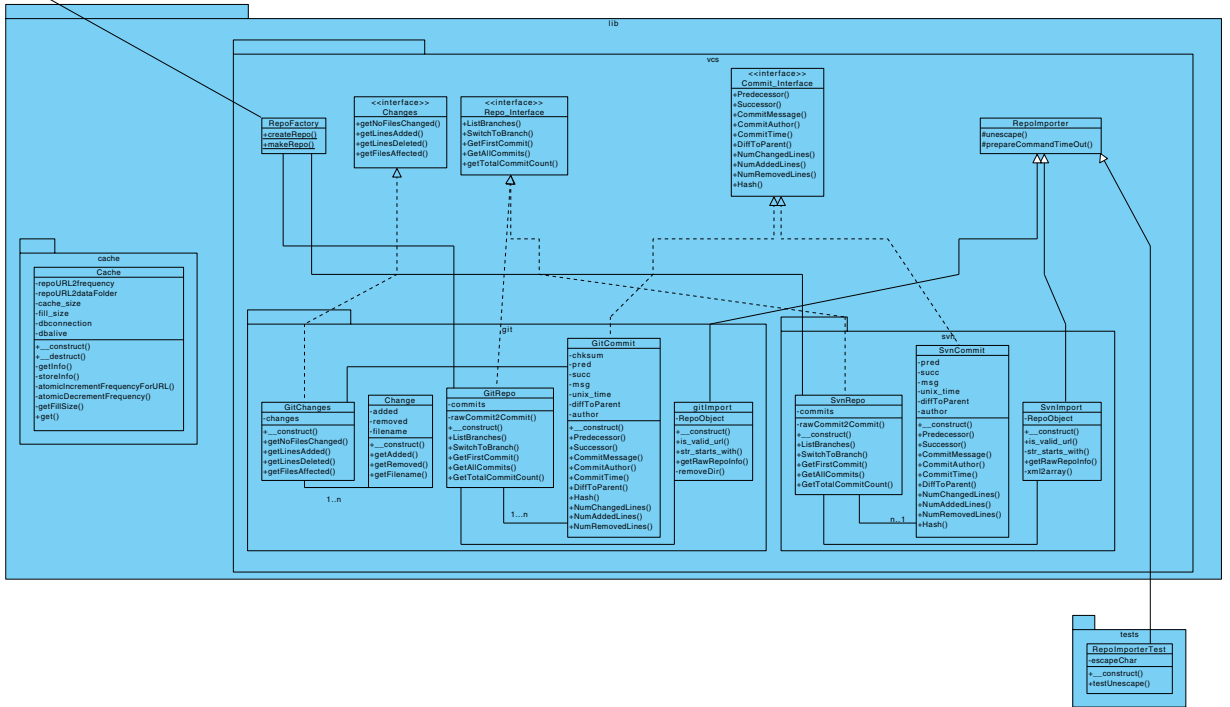 lib
vcs
<<interface>>
Commit_Interface
+Predecessor()
+Successor()
+CommitMessage()
+CommitAuthor()
+CommitTime()
+DiffToParent()
+NumChangedLines()
+NumAddedLines()
+NumRemovedLines()
+Hash()
<<interface>>
Changes
+getNoFilesChanged()
+getLinesAdded()
+getLinesDeleted()
+getFilesAffected()
<<interface>>
Repo_Interface
+ListBranches()
+SwitchToBranch()
+GetFirstCommit()
+GetAllCommits()
+getTotalCommitCount()
RepoFactory
+createRepo()
+makeRepo()
RepoImporter
#unescape()
#prepareCommandTimeOut()
cache
Cache
-repoURL2frequency
-repoURL2dataFolder
-cache_size
-fill_size
-dbconnection
-dbalive
+__construct()
+__destruct()
-getInfo()
-storeInfo()
-atomicIncrementFrequencyForURL()
-atomicDecrementFrequency()
-getFillSize()
+get()
git
GitChanges
-changes
+__construct()
+getNoFilesChanged()
+getLinesAdded()
+getLinesDeleted()
+getFilesAffected()
Change
-added
-removed
-filename
+__construct()
+getAdded()
+getRemoved()
+getFilename()
1..n
GitRepo
-commits
-rawCommit2Commit()
+__construct()
+ListBranches()
+SwitchToBranch()
+GetFirstCommit()
+GetAllCommits()
+GetTotalCommitCount()
1...n
GitCommit
-chksum
-pred
-succ
-msg
-unix_time
-diffToParent
-author
+__construct()
+Predecessor()
+Successor()
+CommitMessage()
+CommitAuthor()
+CommitTime()
+DiffToParent()
+Hash()
+NumChangedLines()
+NumAddedLines()
+NumRemovedLines()
gitImport
-RepoObject
+__construct()
+is_valid_url()
-str_starts_with()
+getRawRepoInfo()
-removeDir()
svn
SvnRepo
-commits
-rawCommit2Commit()
+__construct()
+ListBranches()
+SwitchToBranch()
+GetFirstCommit()
+GetAllCommits()
+GetTotalCommitCount()
n..1
SvnCommit
-pred
-succ
-msg
-unix_time
-diffToParent
-author
+__construct()
+Predecessor()
+Successor()
+CommitMessage()
+CommitAuthor()
+CommitTime()
+DiffToParent()
+NumChangedLines()
+NumAddedLines()
+NumRemovedLines()
+Hash()
SvnImport
-RepoObject
+__construct()
+is_valid_url()
-str_starts_with()
+getRawRepoInfo()
-xml2array()
tests
RepoImporterTest
-escapeChar
+__construct()
+testUnescape()